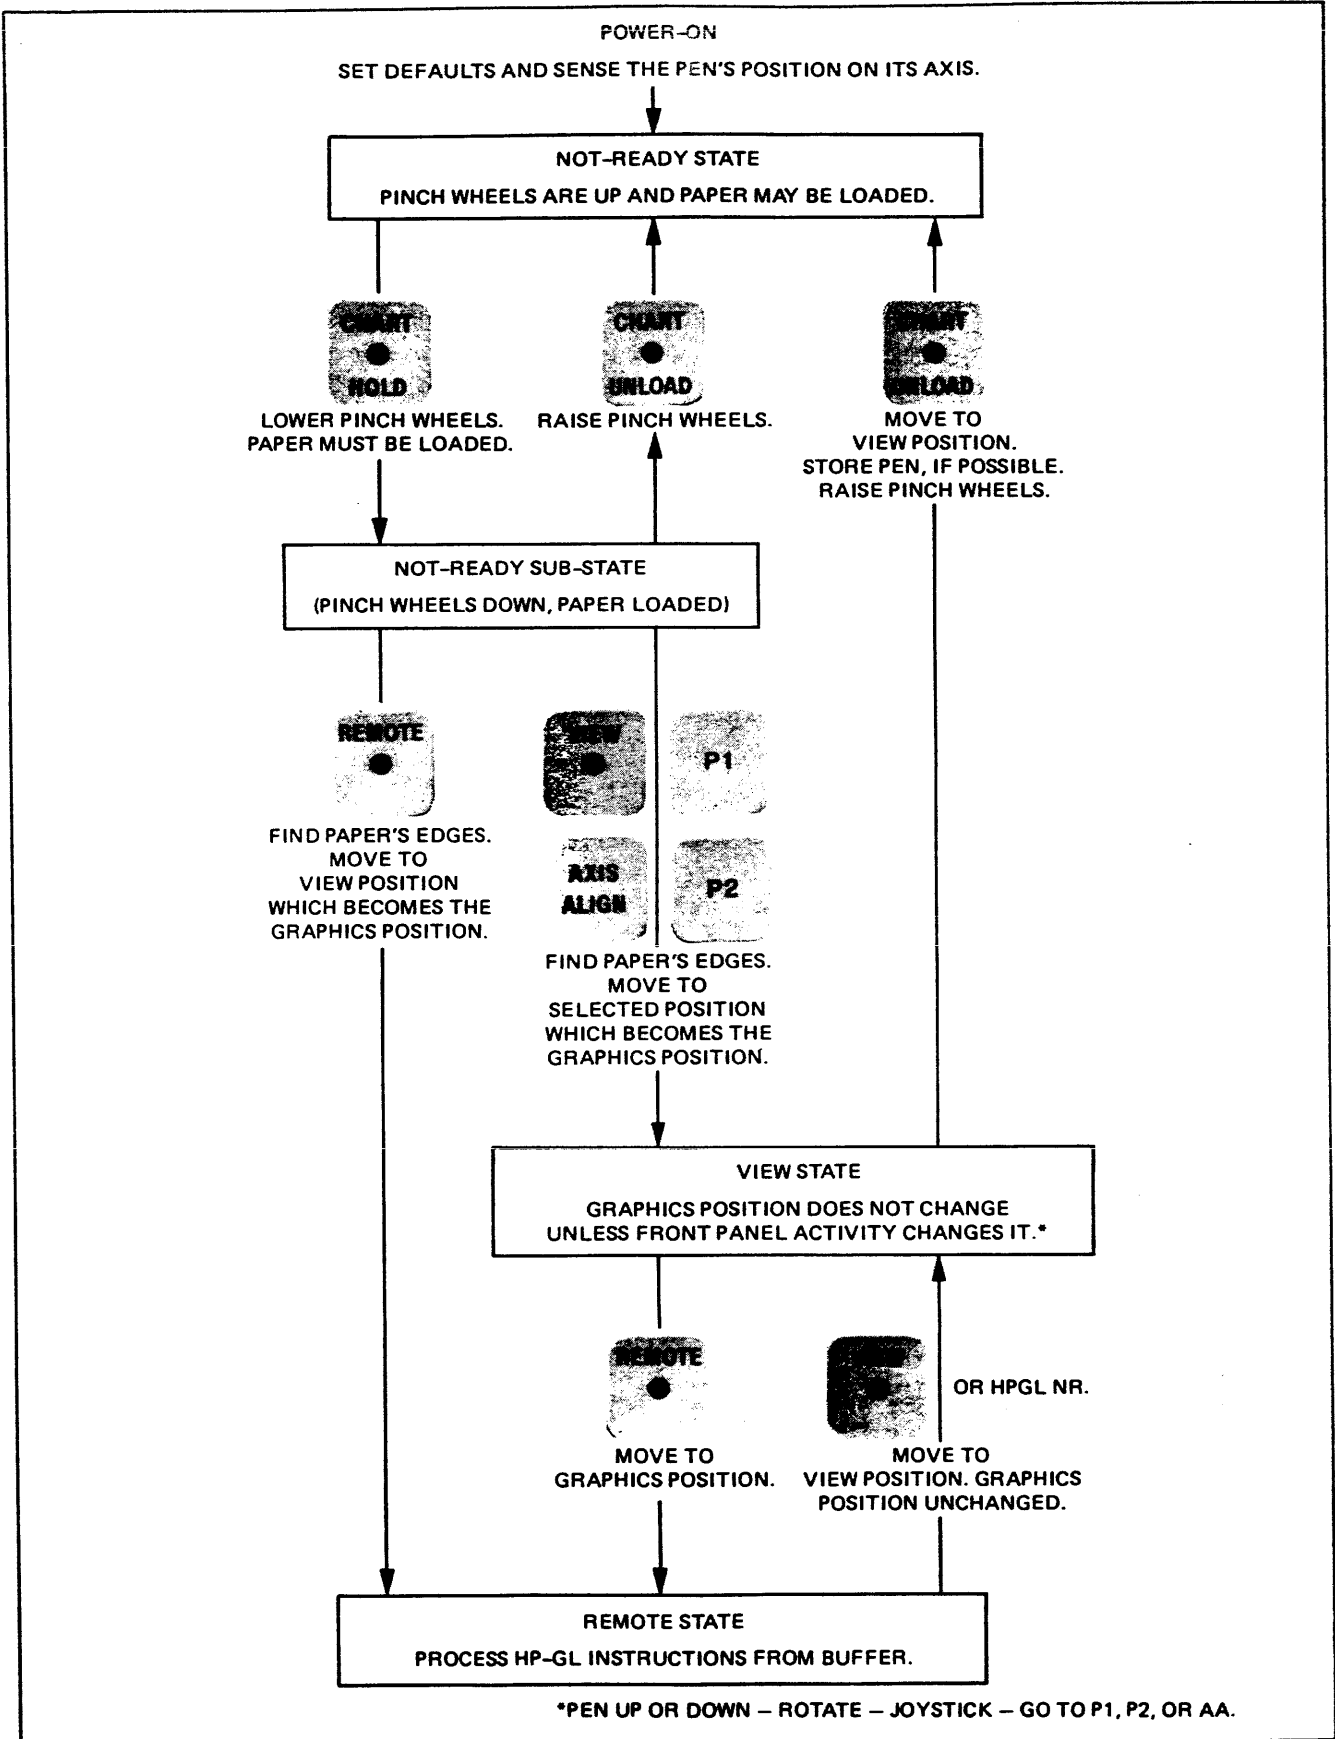 POWER-ON
SET DEFAULTS AND SENSE THE PEN'S POSITION ON ITS AXIS.
NOT-READY STATE
PINCH WHEELS ARE UP AND PAPER MAY BE LOADED.
CHART
HOLD
LOWER PINCH WHEELS.
PAPER MUST BE LOADED.
CHART
UNLOAD
RAISE PINCH WHEELS.
CHART
UNLOAD
MOVE TO
VIEW POSITION.
STORE PEN, IF POSSIBLE.
RAISE PINCH WHEELS.
NOT-READY SUB-STATE
(PINCH WHEELS DOWN, PAPER LOADED)
REMOTE
FIND PAPER'S EDGES.
MOVE TO
VIEW POSITION
WHICH BECOMES THE
GRAPHICS POSITION.
VIEW
P1
AXIS
ALIGN
P2
FIND PAPER'S EDGES.
MOVE TO
SELECTED POSITION
WHICH BECOMES THE
GRAPHICS POSITION.
VIEW STATE
GRAPHICS POSITION DOES NOT CHANGE
UNLESS FRONT PANEL ACTIVITY CHANGES IT.*
REMOTE
MOVE TO
GRAPHICS POSITION.
VIEW
OR HPGL NR.
MOVE TO
VIEW POSITION. GRAPHICS
POSITION UNCHANGED.
REMOTE STATE
PROCESS HP-GL INSTRUCTIONS FROM BUFFER.
*PEN UP OR DOWN – ROTATE – JOYSTICK – GO TO P1, P2, OR AA.